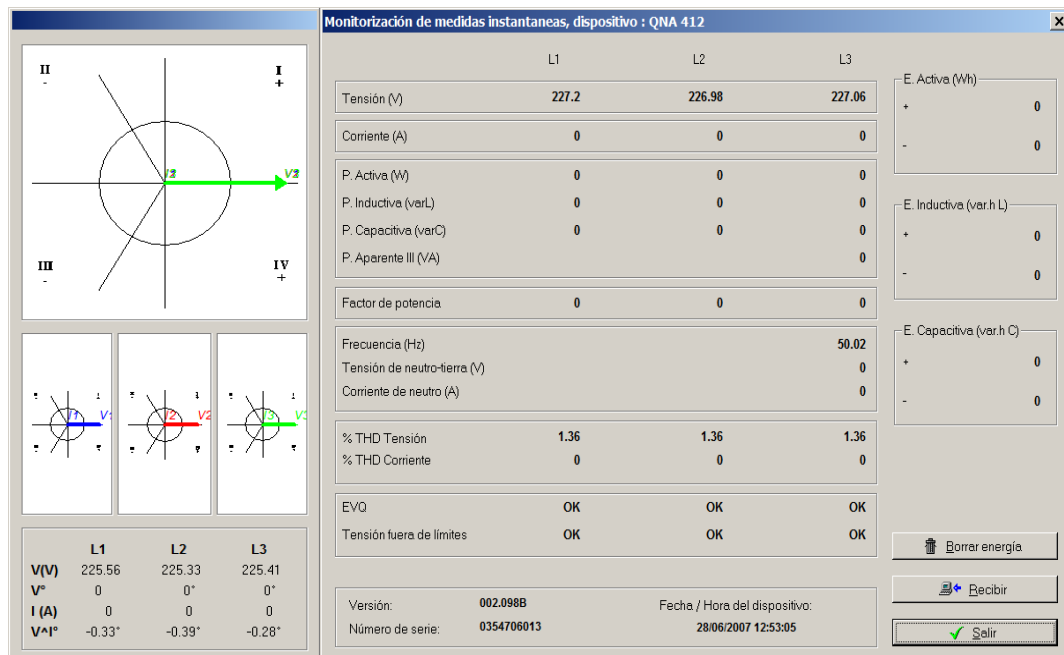 Monitorización de medidas instantaneas, dispositivo : QNA 412
II I
- +
V3
III IV
- +
I1 V1
I2 V2
I3 V3
L1 L2 L3
V(V) 225.56 225.33 225.41
V° 0 0° 0°
I (A) 0 0 0
V^I° -0.33° -0.39° -0.28°
L1 L2 L3
Tensión (V) 227.2 226.98 227.06
Corriente (A) 0 0 0
P. Activa (W) 0 0 0
P. Inductiva (varL) 0 0 0
P. Capacitiva (varC) 0 0 0
P. Aparente III (VA) 0
Factor de potencia 0 0 0
Frecuencia (Hz) 50.02
Tensión de neutro-tierra (V) 0
Corriente de neutro (A) 0
% THD Tensión 1.36 1.36 1.36
% THD Corriente 0 0 0
EVQ OK OK OK
Tensión fuera de límites OK OK OK
Versión: 002.098B Fecha / Hora del dispositivo:
Número de serie: 0354706013 28/06/2007 12:53:05
E. Activa (Wh)
+ 0
- 0
E. Inductiva (var.h L)
+ 0
- 0
E. Capacitiva (var.h C)
+ 0
- 0
Borrar energía
Recibir
Salir